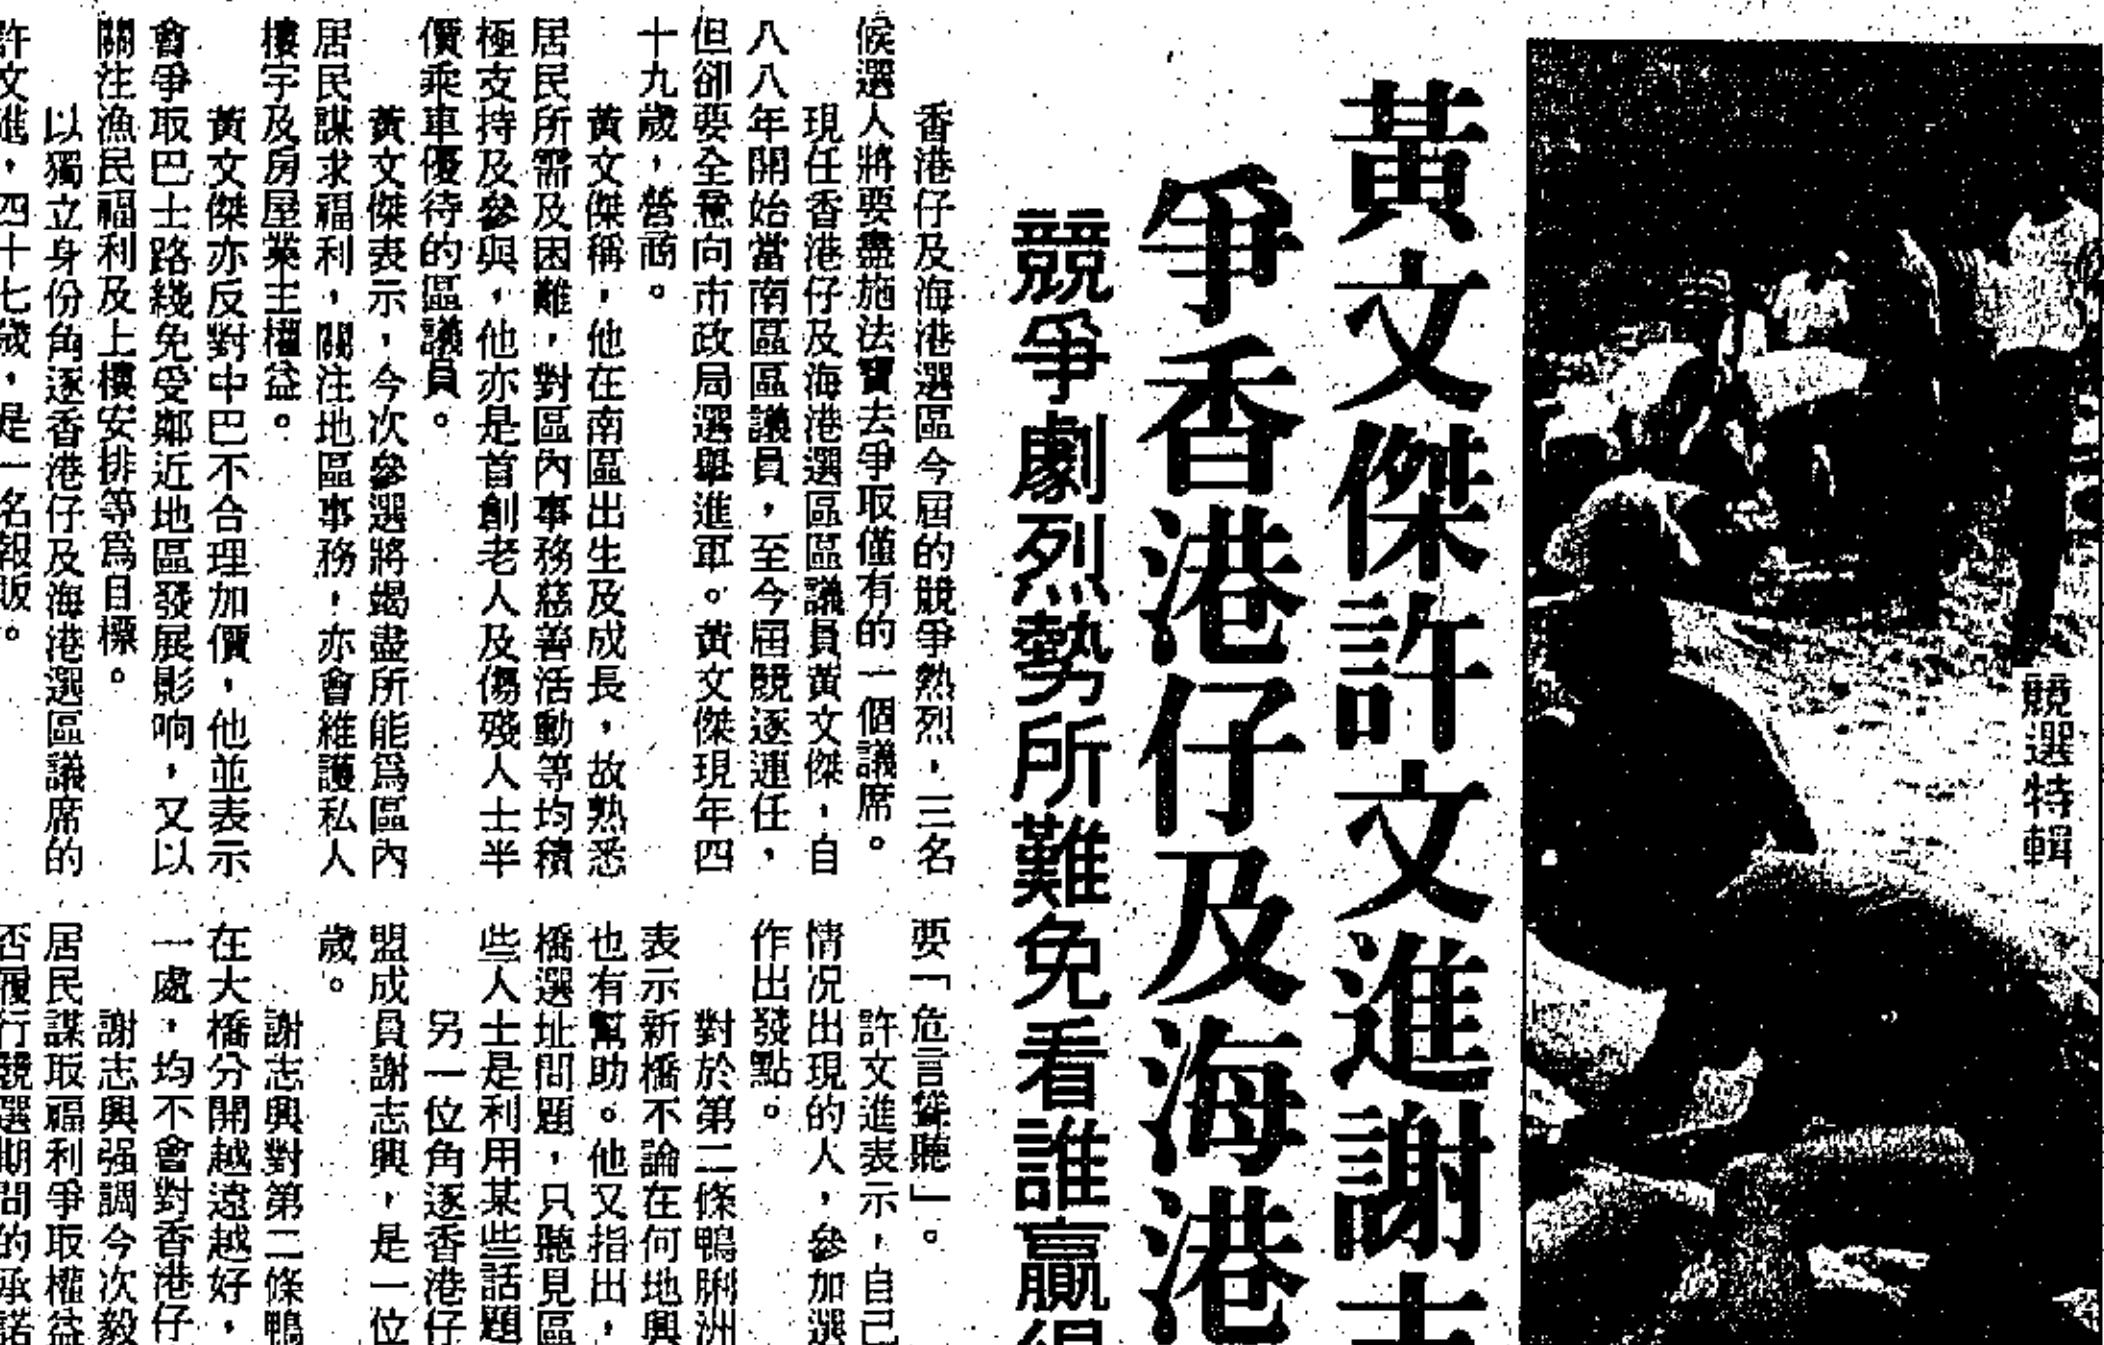 競選特輯
黃文傑許文進謝志
爭香港仔及海港
競爭劇烈勢所難免看誰贏得
香港仔及海港選區今屆的競爭熱烈，三名
候選人將要盡施法寶去爭取僅有的一個議席。
現任香港仔及海港選區區議員黃文傑，自
八八年開始當南區區議員，至今屆競逐連任，
但卻要全意向市政局選舉進軍。黃文傑現年四
十九歲，營商。
黃文傑稱，他在南區出生及成長，故熟悉
居民所需及困難，對區內事務慈善活動等均積
極支持及參與，他亦是首創老人及傷殘人士半
價乘車優待的區議員。
黃文傑表示，今次參選將竭盡所能爲區內
居民謀求福利，關注地區事務，亦會維護私人
樓宇及房屋業主權益。
黃文傑亦反對中巴不合理加價，他並表示
會爭取巴士路綫免受鄰近地區發展影响，又以
關注漁民福利及上樓安排等爲目標。
以獨立身份角逐香港仔及海港選區議席的
許文進，四十七歲，是一名報販。
要「危言聳聽」。
許文進表示，自己
情况出現的人，參加選
作出發點。
對於第二條鴨脷洲
表示新橋不論在何地興
也有幫助。他又指出，
橋選址問題，只聽見區
些人士是利用某些話題
另一位角逐香港仔
盟成員謝志興，是一位
歲。
謝志興對第二條鴨
在大橋分開越遠越好，
一處，均不會對香港仔
謝志興强調今次毅
居民謀取福利爭取權益
否履行競選期間的承諾